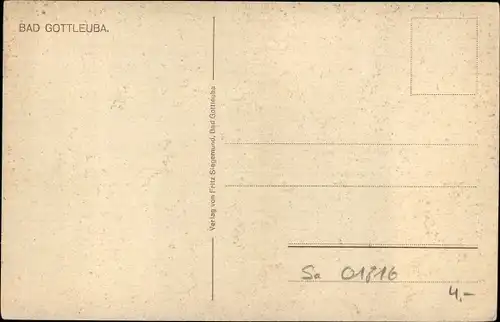 BAD GOTTLEUBA.
Verlag von Fritz Siegemund, Bad Gottleuba
Sa 01816
4,-